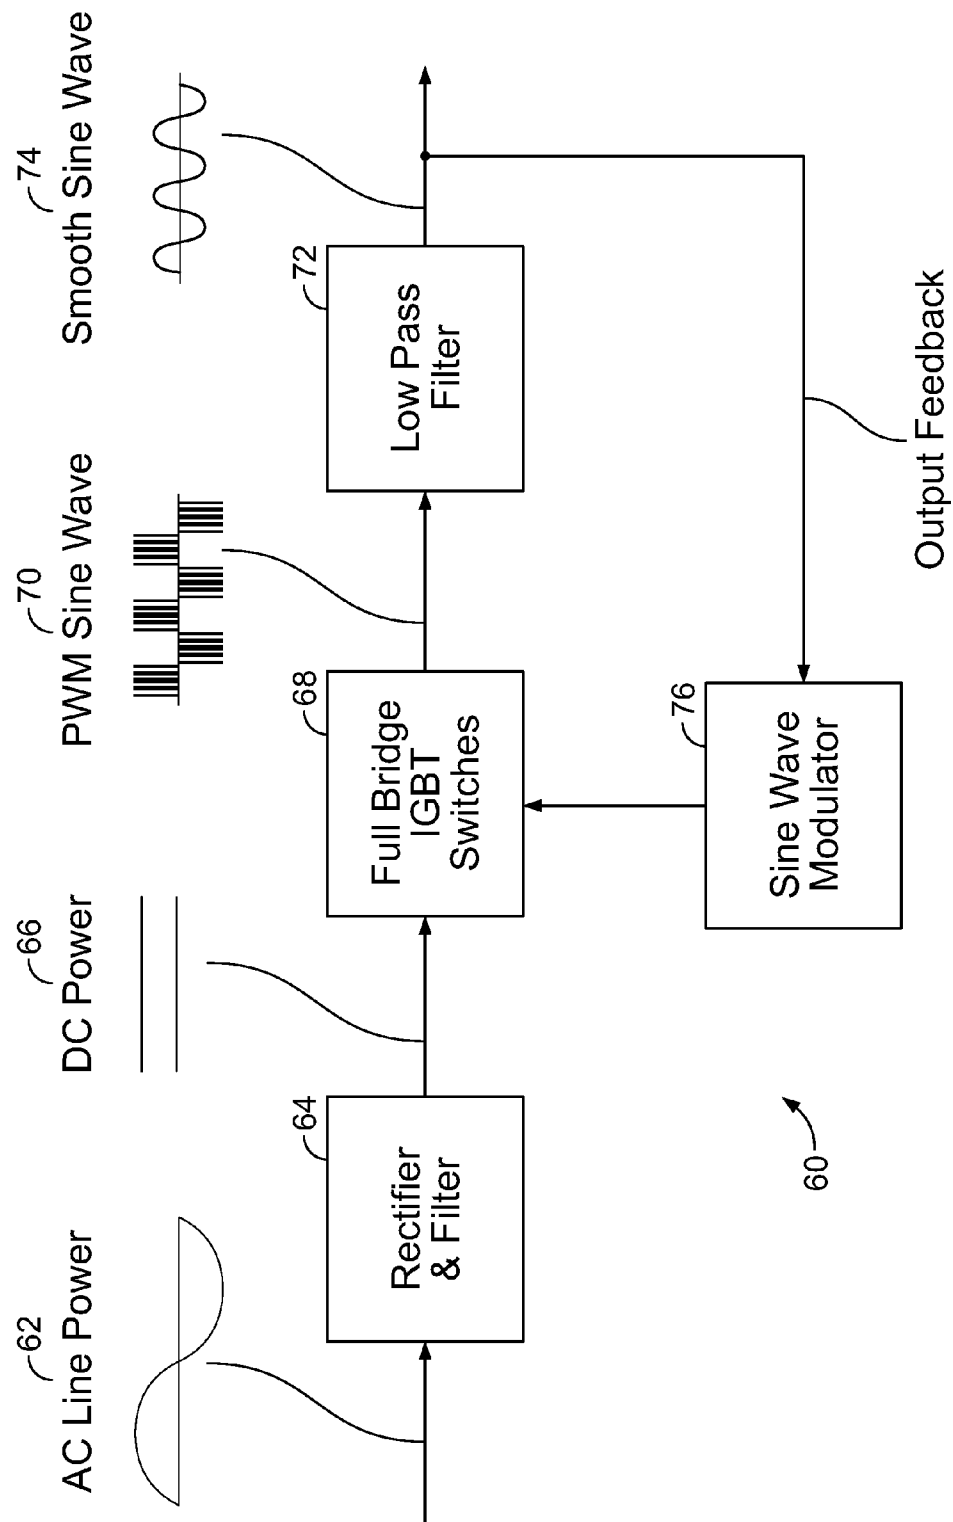 62
AC Line Power
66
DC Power
70
PWM Sine Wave
74
Smooth Sine Wave
64
Rectifier
& Filter
68
Full Bridge
IGBT
Switches
72
Low Pass
Filter
76
Sine Wave
Modulator
Output Feedback
60